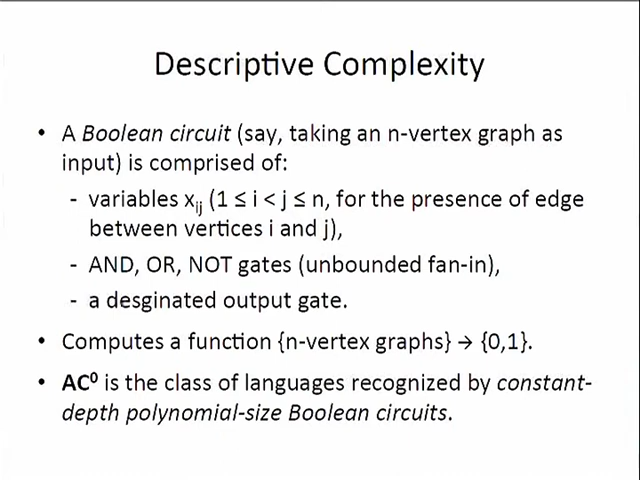 Descriptive Complexity
• A Boolean circuit (say, taking an n-vertex graph as
input) is comprised of:
- variables xij (1 ≤ i < j ≤ n, for the presence of edge
between vertices i and j),
- AND, OR, NOT gates (unbounded fan-in),
- a desginated output gate.
• Computes a function {n-vertex graphs} → {0,1}.
• AC⁰ is the class of languages recognized by constant-
depth polynomial-size Boolean circuits.